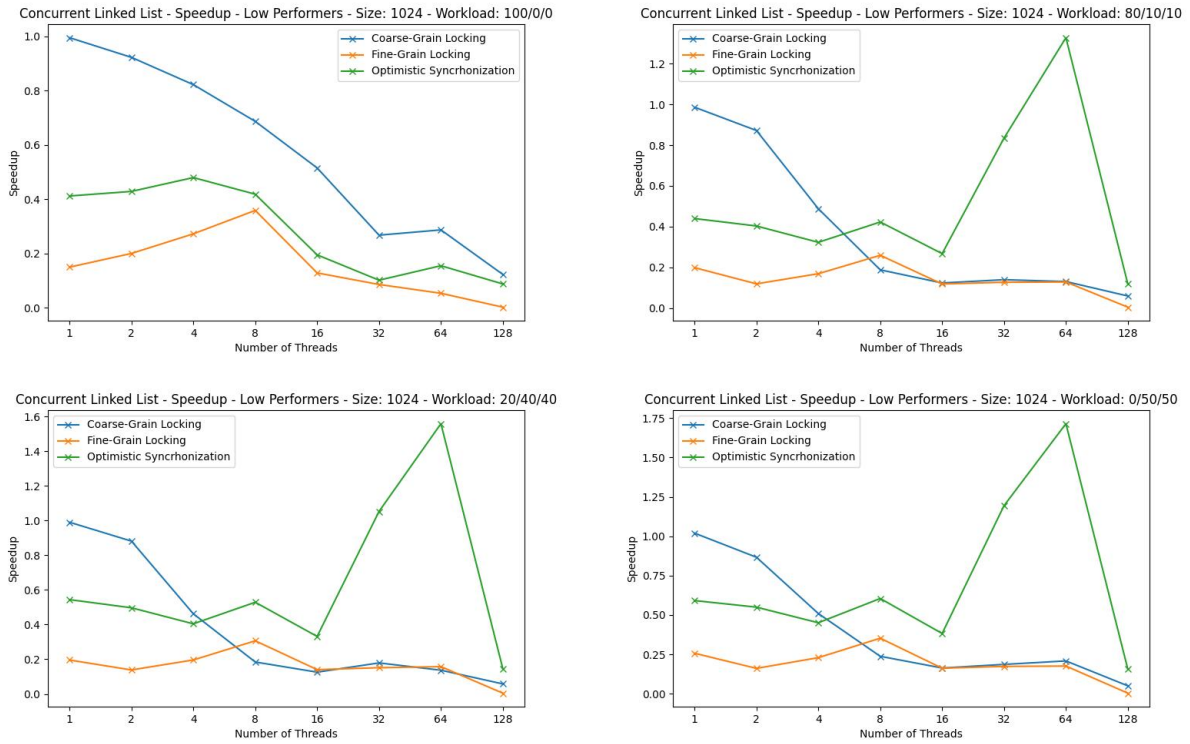 Concurrent Linked List - Speedup - Low Performers - Size: 1024 - Workload: 100/0/0
Coarse-Grain Locking
Fine-Grain Locking
Optimistic Syncrhonization
1.0
0.8
0.6
0.4
0.2
0.0
Speedup
1 2 4 8 16 32 64 128
Number of Threads
Concurrent Linked List - Speedup - Low Performers - Size: 1024 - Workload: 80/10/10
Coarse-Grain Locking
Fine-Grain Locking
Optimistic Syncrhonization
1.2
1.0
0.8
0.6
0.4
0.2
0.0
Speedup
1 2 4 8 16 32 64 128
Number of Threads
Concurrent Linked List - Speedup - Low Performers - Size: 1024 - Workload: 20/40/40
Coarse-Grain Locking
Fine-Grain Locking
Optimistic Syncrhonization
1.6
1.4
1.2
1.0
0.8
0.6
0.4
0.2
0.0
Speedup
1 2 4 8 16 32 64 128
Number of Threads
Concurrent Linked List - Speedup - Low Performers - Size: 1024 - Workload: 0/50/50
Coarse-Grain Locking
Fine-Grain Locking
Optimistic Syncrhonization
1.75
1.50
1.25
1.00
0.75
0.50
0.25
0.00
Speedup
1 2 4 8 16 32 64 128
Number of Threads